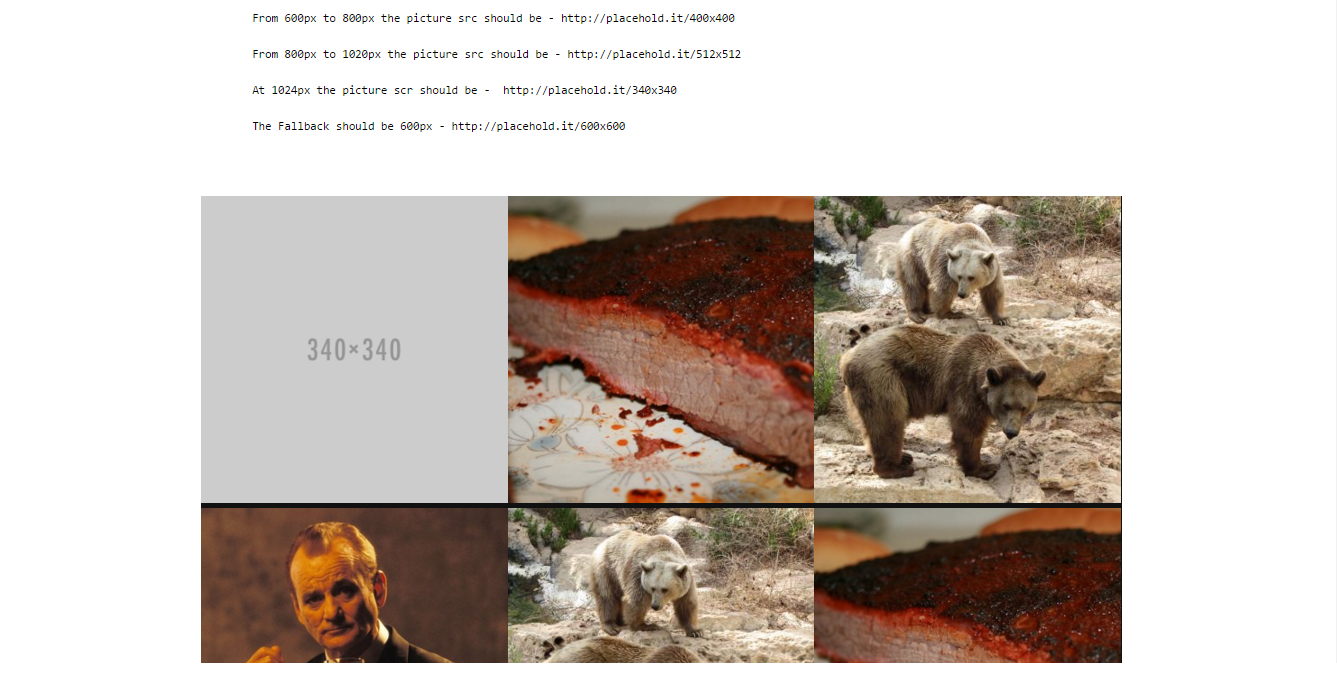 From 600px to 800px the picture src should be - http://placehold.it/400x400
From 800px to 1020px the picture src should be - http://placehold.it/512x512
At 1024px the picture scr should be -  http://placehold.it/340x340
The Fallback should be 600px - http://placehold.it/600x600
340×340